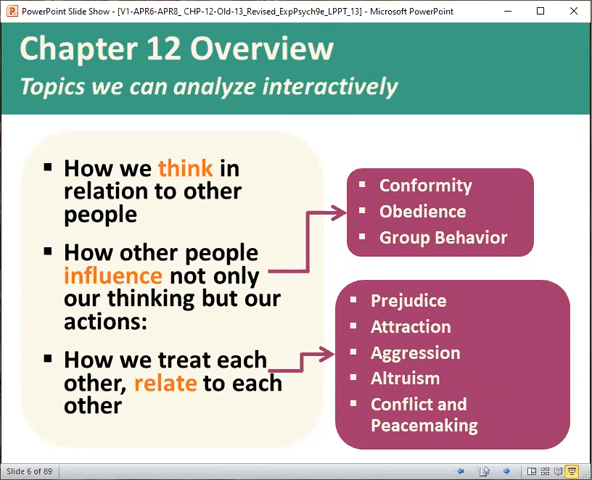 PowerPoint Slide Show - [V1-APR6-APR8_ CHP-12-Old-13_Revised_ExpPsych9e_LPPT_13] - Microsoft PowerPoint
Chapter 12 Overview
Topics we can analyze interactively
▪ How we think in
relation to other
people
▪ How other people
influence not only
our thinking but our
actions:
▪ How we treat each
other, relate to each
other
▪ Conformity
▪ Obedience
▪ Group Behavior
▪ Prejudice
▪ Attraction
▪ Aggression
▪ Altruism
▪ Conflict and
Peacemaking
Slide 6 of 89